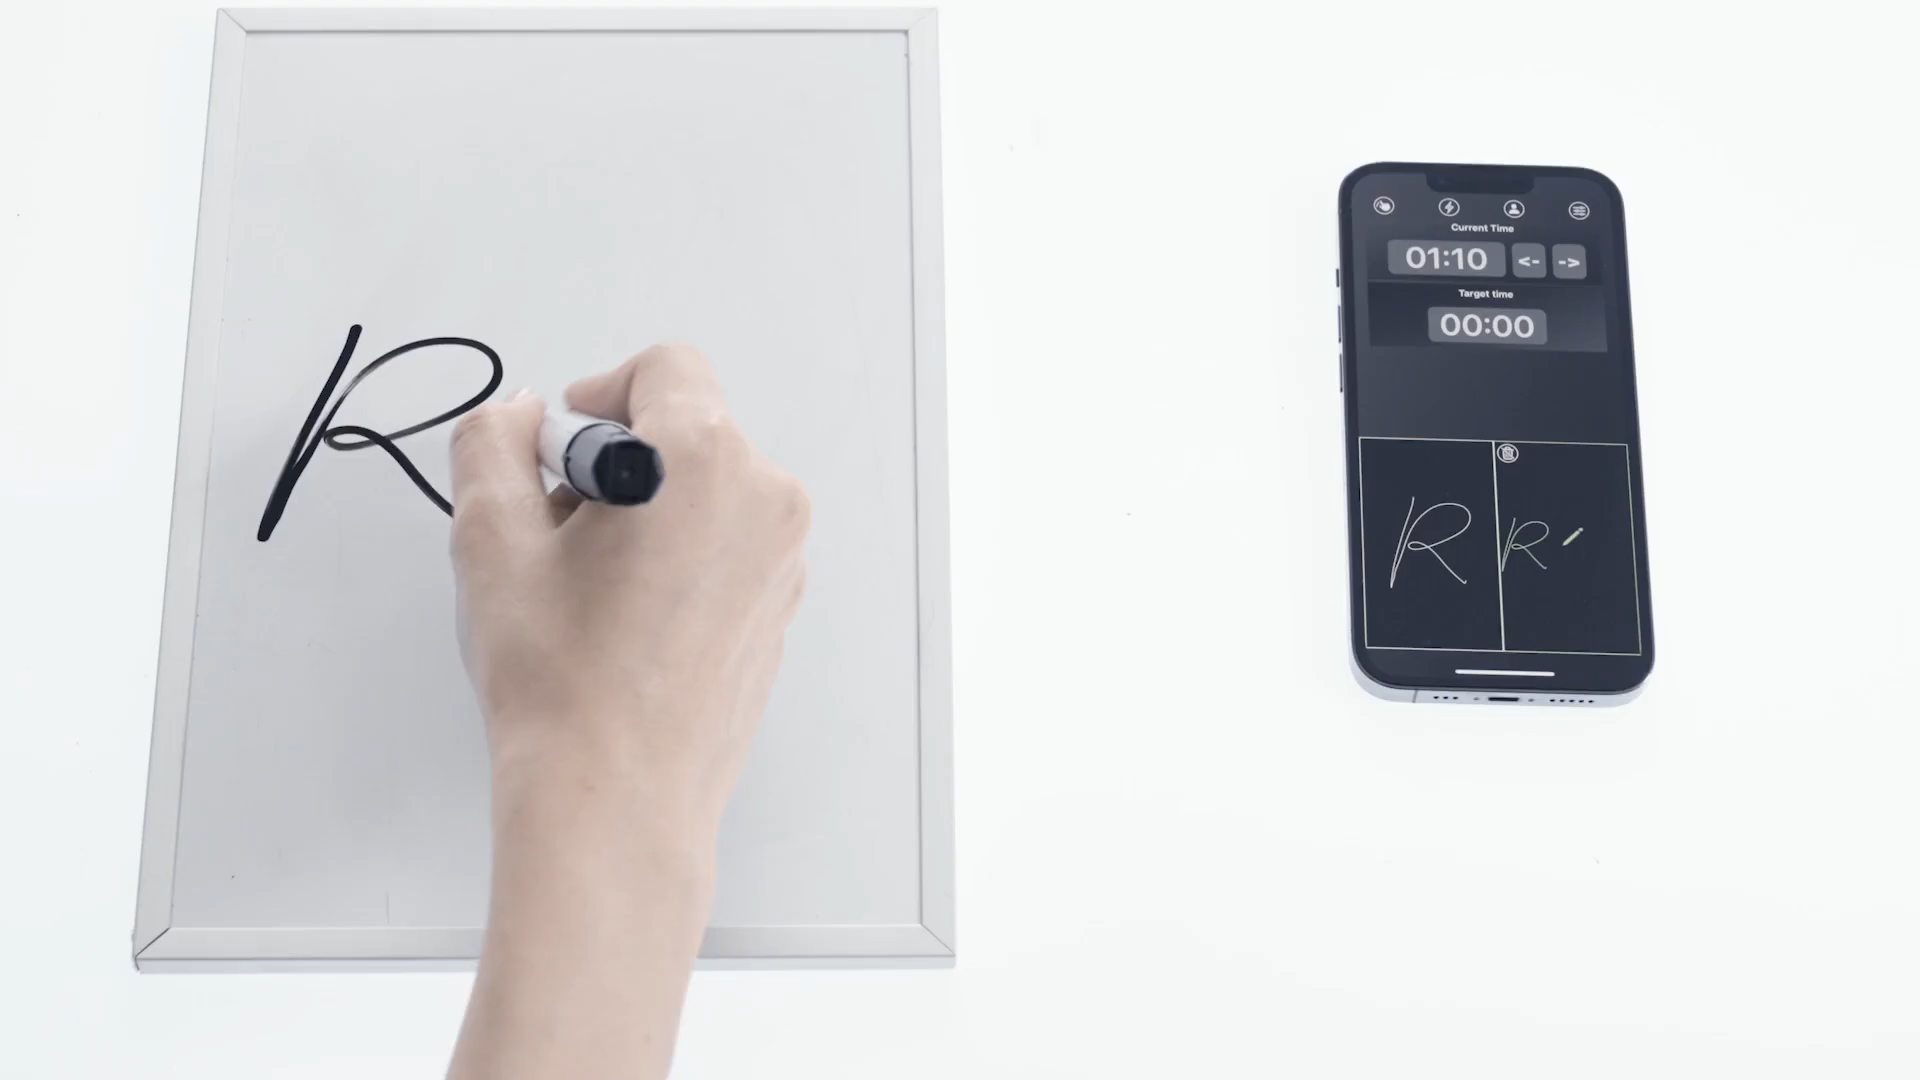 R
Current Time
01:10 <- ->
Target time
00:00
R R